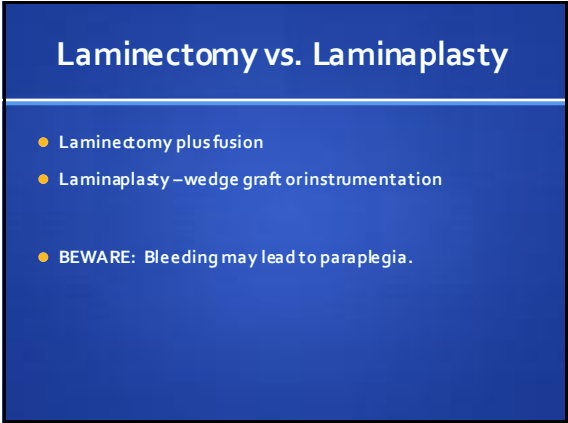 Laminectomy vs. Laminaplasty
Laminectomy plus fusion
Laminaplasty – wedge graft or instrumentation
BEWARE: Bleeding may lead to paraplegia.